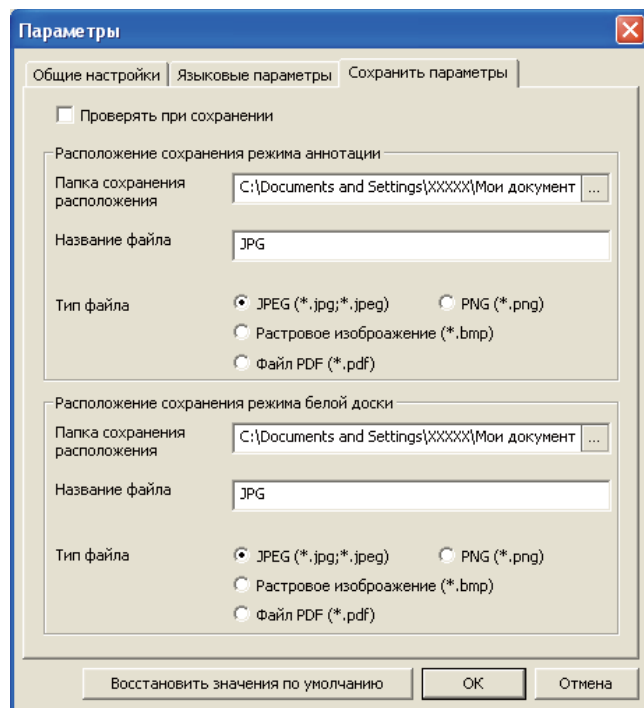 Параметры
Общие настройки Языковые параметры Сохранить параметры
Проверять при сохранении
Расположение сохранения режима аннотации
Папка сохранения расположения C:\Documents and Settings\XXXXX\Мои документ ...
Название файла JPG
Тип файла JPEG (*.jpg;*.jpeg) PNG (*.png)
Растровое изоброажение (*.bmp)
Файл PDF (*.pdf)
Расположение сохранения режима белой доски
Папка сохранения расположения C:\Documents and Settings\XXXXX\Мои документ ...
Название файла JPG
Тип файла JPEG (*.jpg;*.jpeg) PNG (*.png)
Растровое изоброажение (*.bmp)
Файл PDF (*.pdf)
Восстановить значения по умолчанию OK Отмена